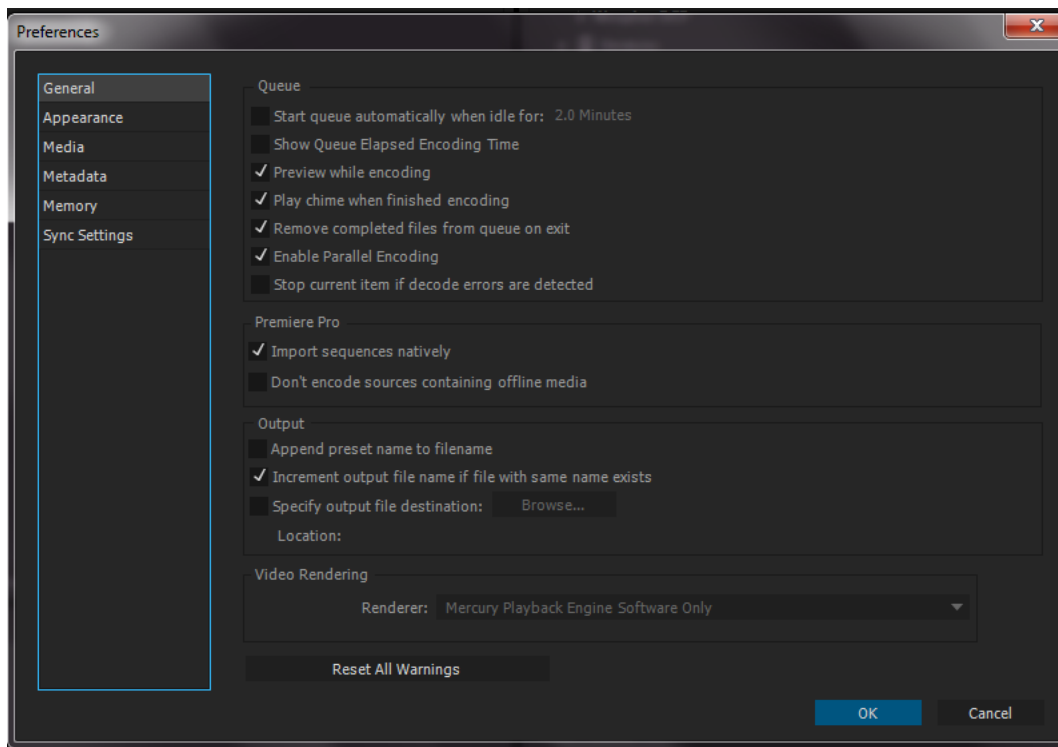 Preferences
General
Appearance
Media
Metadata
Memory
Sync Settings
Queue
Start queue automatically when idle for: 2.0 Minutes
Show Queue Elapsed Encoding Time
Preview while encoding
Play chime when finished encoding
Remove completed files from queue on exit
Enable Parallel Encoding
Stop current item if decode errors are detected
Premiere Pro
Import sequences natively
Don't encode sources containing offline media
Output
Append preset name to filename
Increment output file name if file with same name exists
Specify output file destination: Browse...
Location:
Video Rendering
Renderer: Mercury Playback Engine Software Only
Reset All Warnings
OK Cancel